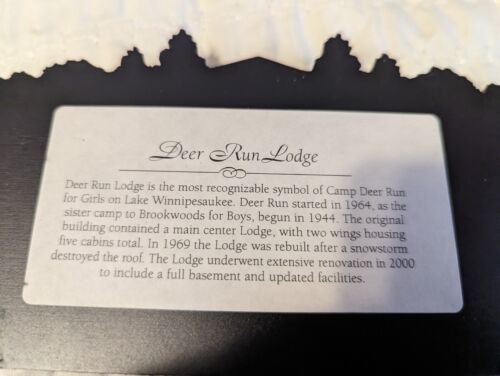 Deer Run Lodge
Deer Run Lodge is the most recognizable symbol of Camp Deer Run
for Girls on Lake Winnipesaukee. Deer Run started in 1964, as the
sister camp to Brookwoods for Boys, begun in 1944. The original
building contained a main center Lodge, with two wings housing
five cabins total. In 1969 the Lodge was rebuilt after a snowstorm
destroyed the roof. The Lodge underwent extensive renovation in 2000
to include a full basement and updated facilities.